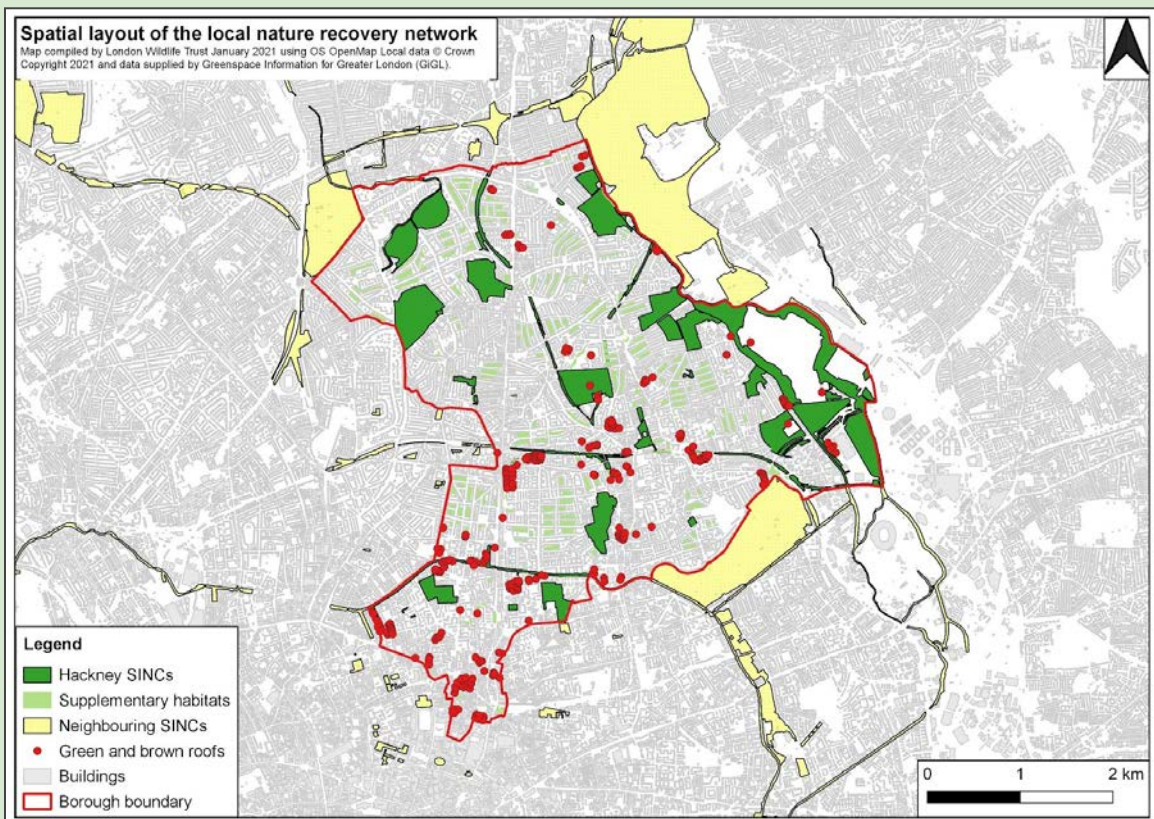 Spatial layout of the local nature recovery network
Map compiled by London Wildlife Trust January 2021 using OS OpenMap Local data © Crown
Copyright 2021 and data supplied by Greenspace Information for Greater London (GiGL).
Legend
Hackney SINCs
Supplementary habitats
Neighbouring SINCs
Green and brown roofs
Buildings
Borough boundary
0 1 2 km